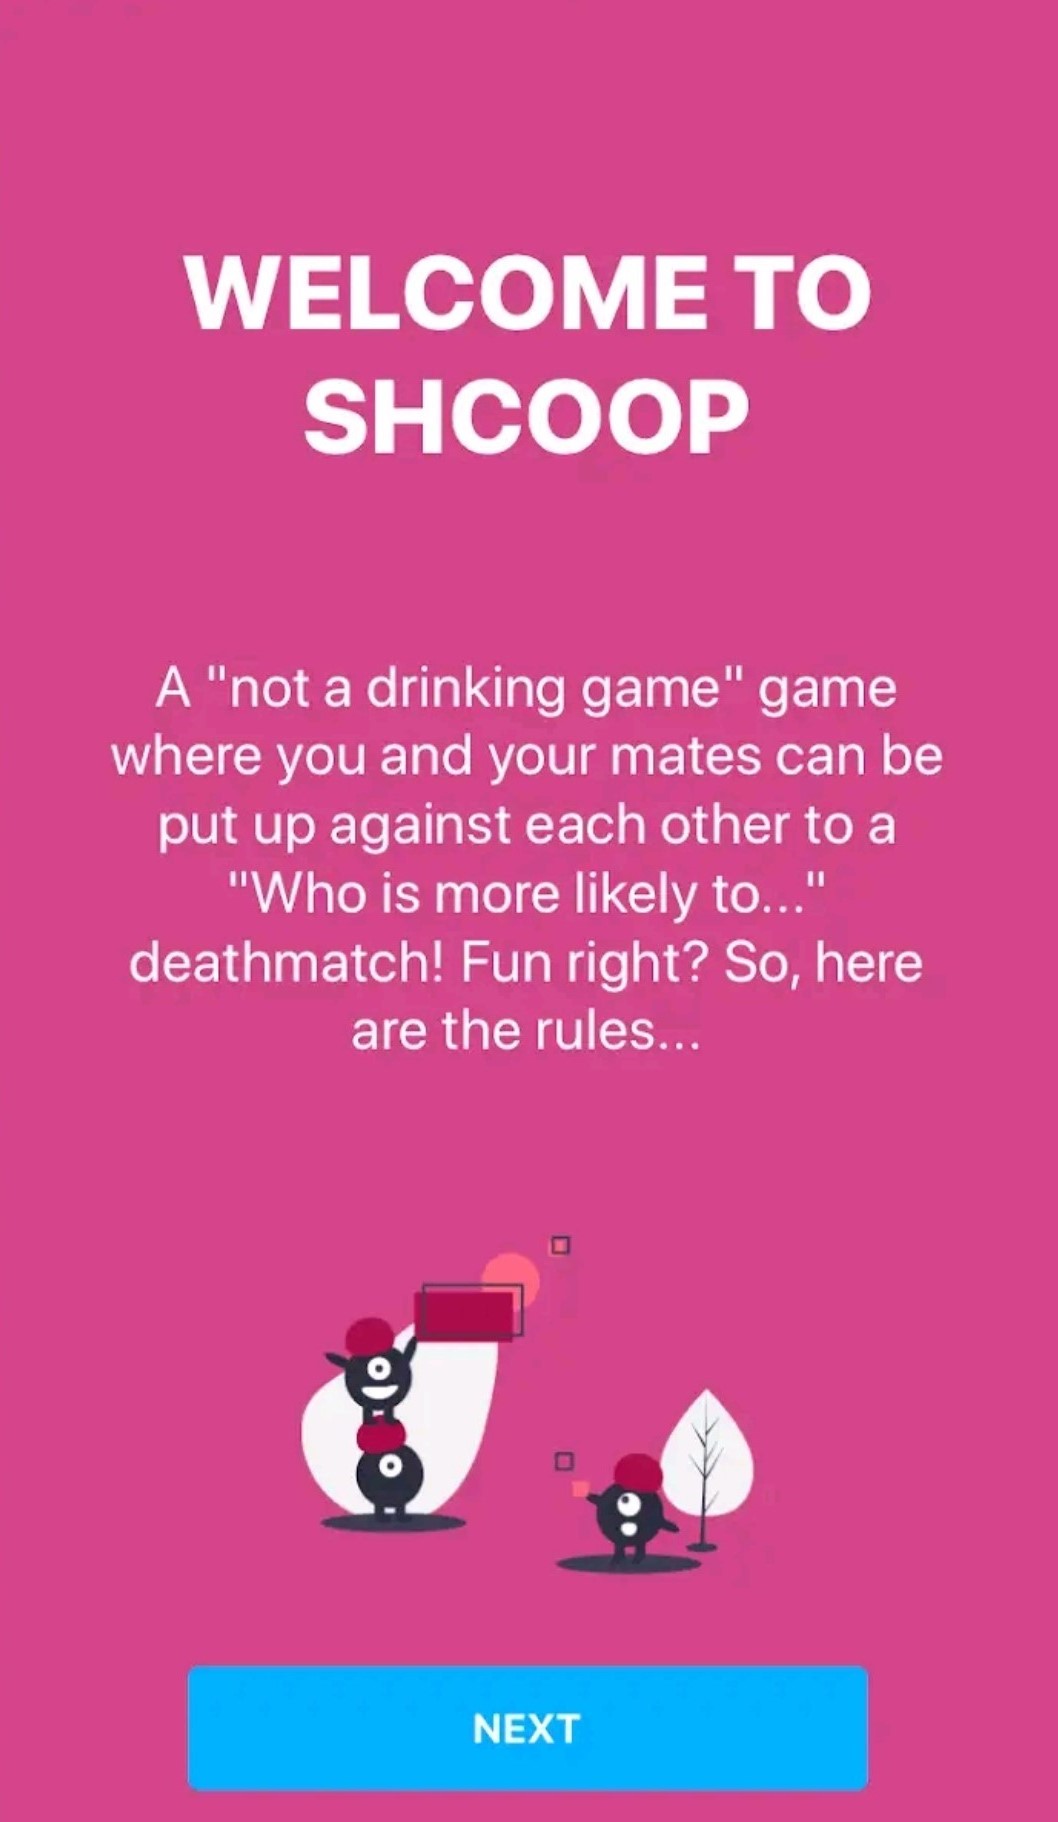 WELCOME TO
SHCOOP
A "not a drinking game" game
where you and your mates can be
put up against each other to a
"Who is more likely to..."
deathmatch! Fun right? So, here
are the rules...
NEXT